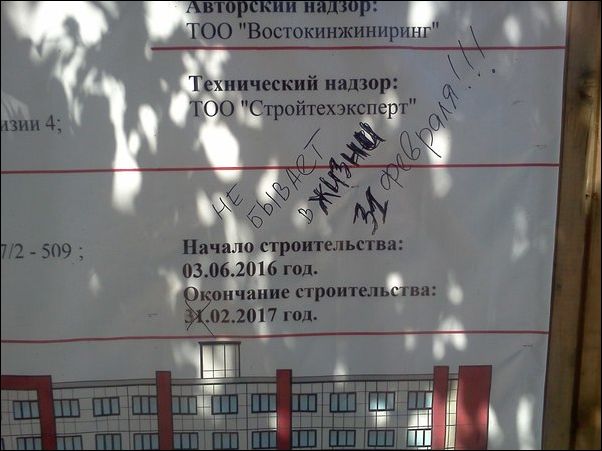 Авторский надзор:
ТОО "Востокинжиниринг"
Технический надзор:
ТОО "Стройтехэксперт"
изии 4;
НЕ
БЫВАЕТ
В ЖИЗНИ
31 февраля!!!
7/2 - 509 ;
Начало строительства:
03.06.2016 год.
Окончание строительства:
31.02.2017 год.